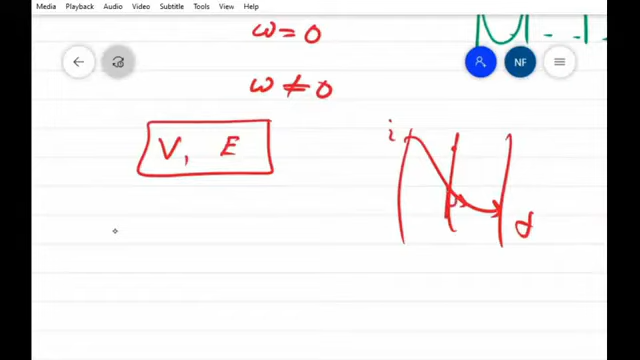 Media Playback Audio Video Subtitle Tools View Help
ω = 0
NF
ω ≠ 0
V, E
i
d